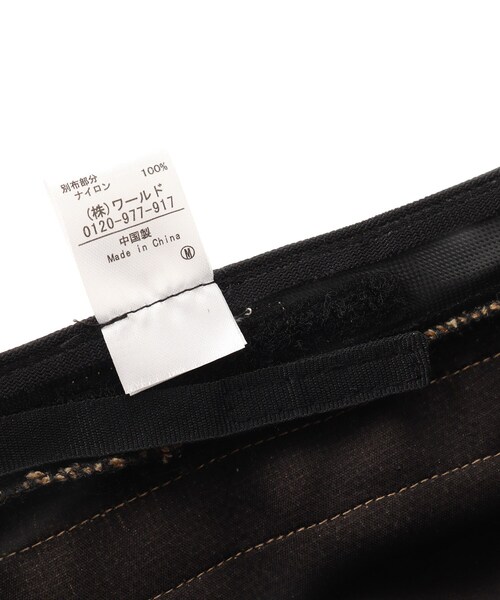 別布部分
ナイロン 100%
(株)ワールド
0120-977-917
中国製
Made in China
M